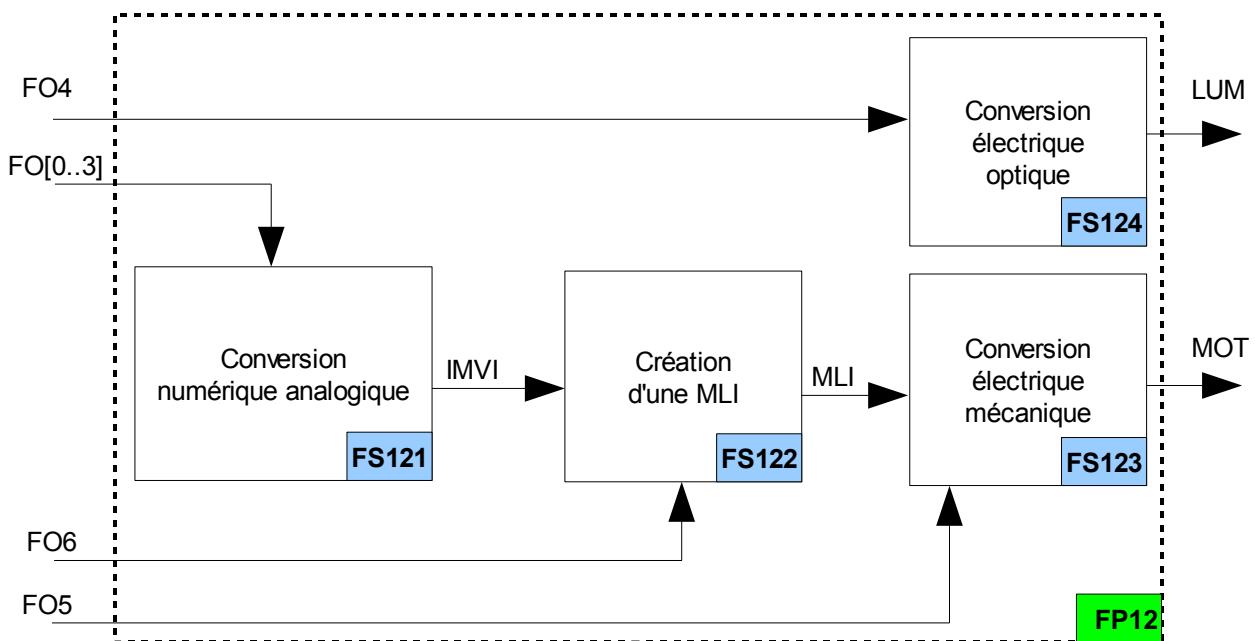 FO4
Conversion
électrique
optique
FS124
LUM
FO[0..3]
Conversion
numérique analogique
FS121
IMVI
Création
d'une MLI
FS122
MLI
Conversion
électrique
mécanique
FS123
MOT
FO6
FO5
FP12